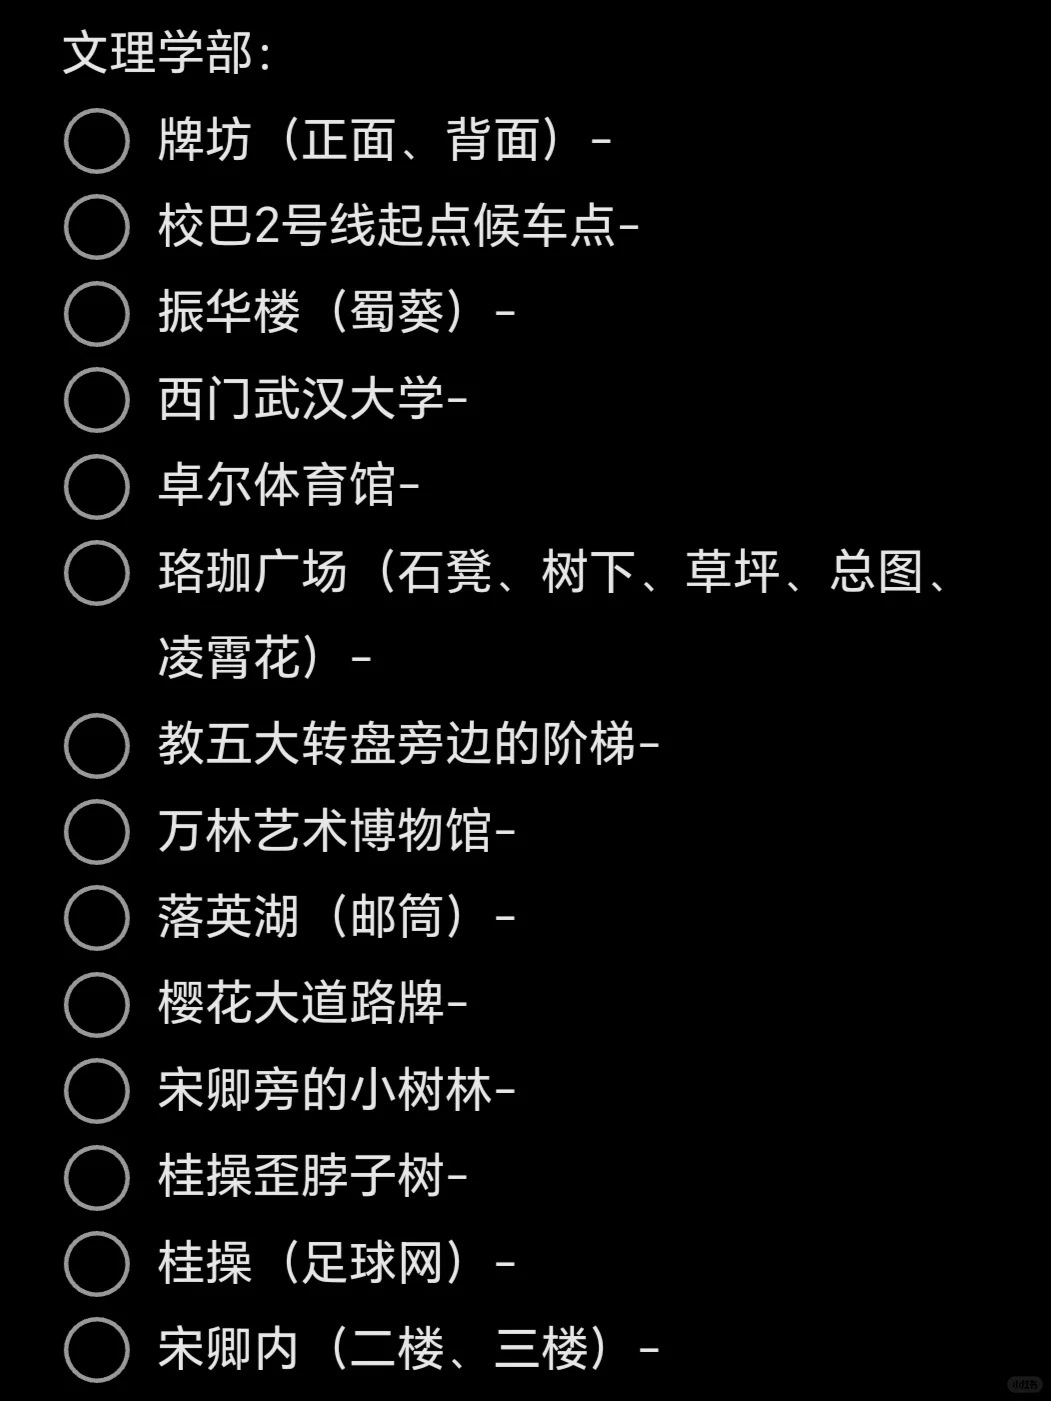 文理学部：
牌坊（正面、背面）–
校巴2号线起点候车点–
振华楼（蜀葵）–
西门武汉大学–
卓尔体育馆–
珞珈广场（石凳、树下、草坪、总图、
凌霄花）–
教五大转盘旁边的阶梯–
万林艺术博物馆–
落英湖（邮筒）–
樱花大道路牌–
宋卿旁的小树林–
桂操歪脖子树–
桂操（足球网）–
宋卿内（二楼、三楼）–